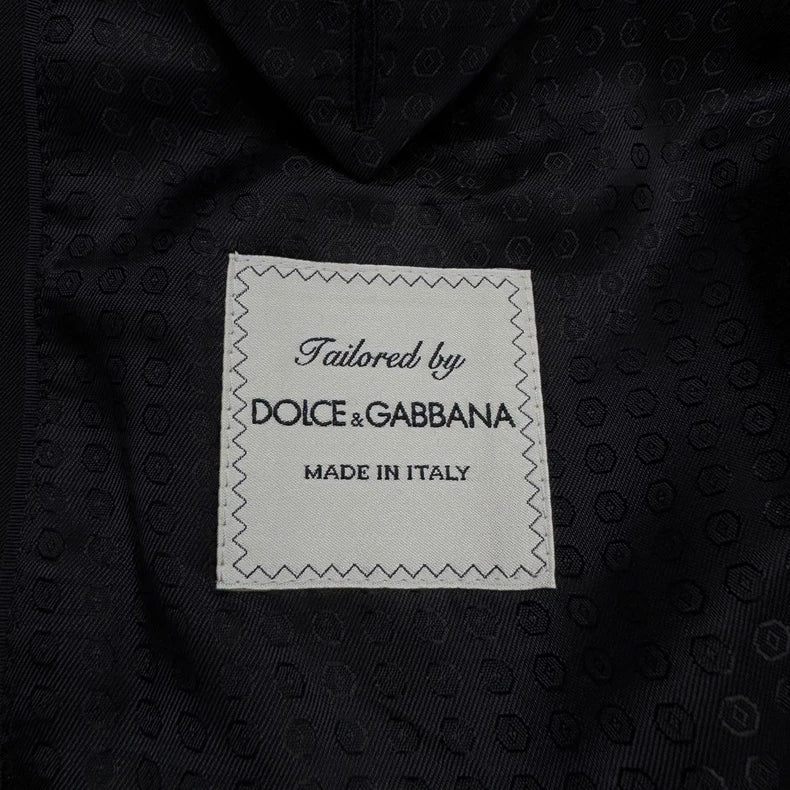 Tailored by
DOLCE & GABBANA
MADE IN ITALY